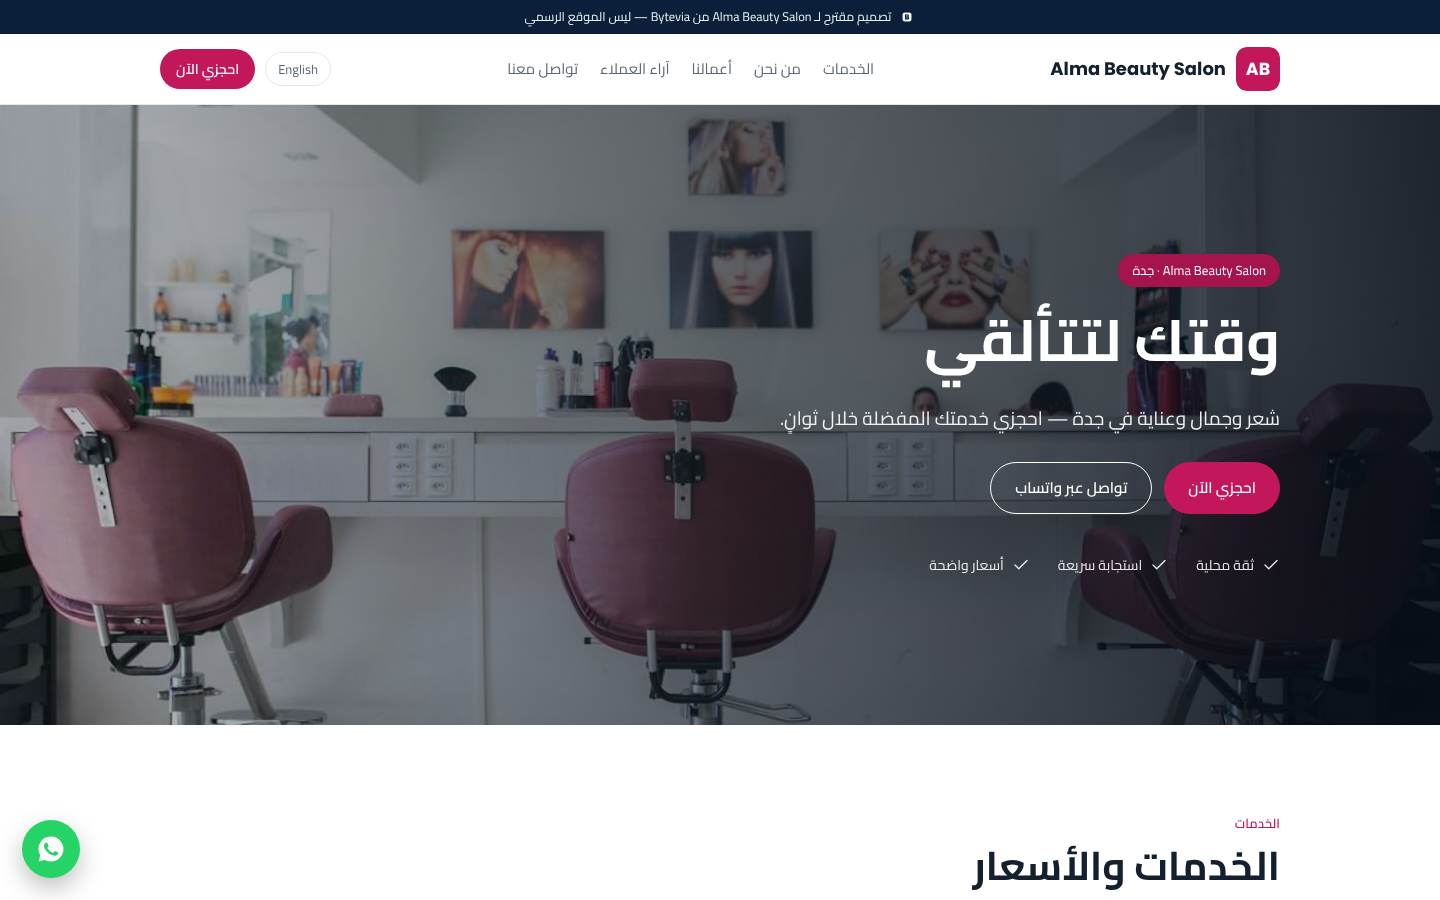 تصميم مقترح لـ Alma Beauty Salon من Bytevia — ليس الموقع الرسمي
AB Alma Beauty Salon
الخدمات
من نحن
أعمالنا
آراء العملاء
تواصل معنا
English
احجزي الآن
Alma Beauty Salon · جدة
وقتك لتتألقي
شعر وجمال وعناية في جدة — احجزي خدمتك المفضلة خلال ثوانٍ.
احجزي الآن
تواصل عبر واتساب
ثقة محلية
استجابة سريعة
أسعار واضحة
الخدمات
الخدمات والأسعار